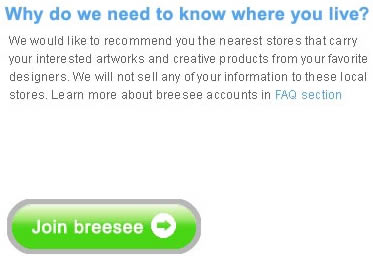 Why do we need to know where you live?
We would like to recommend you the nearest stores that carry
your interested artworks and creative products from your favorite
designers. We will not sell any of your information to these local
stores. Learn more about breesee accounts in FAQ section
Join breesee